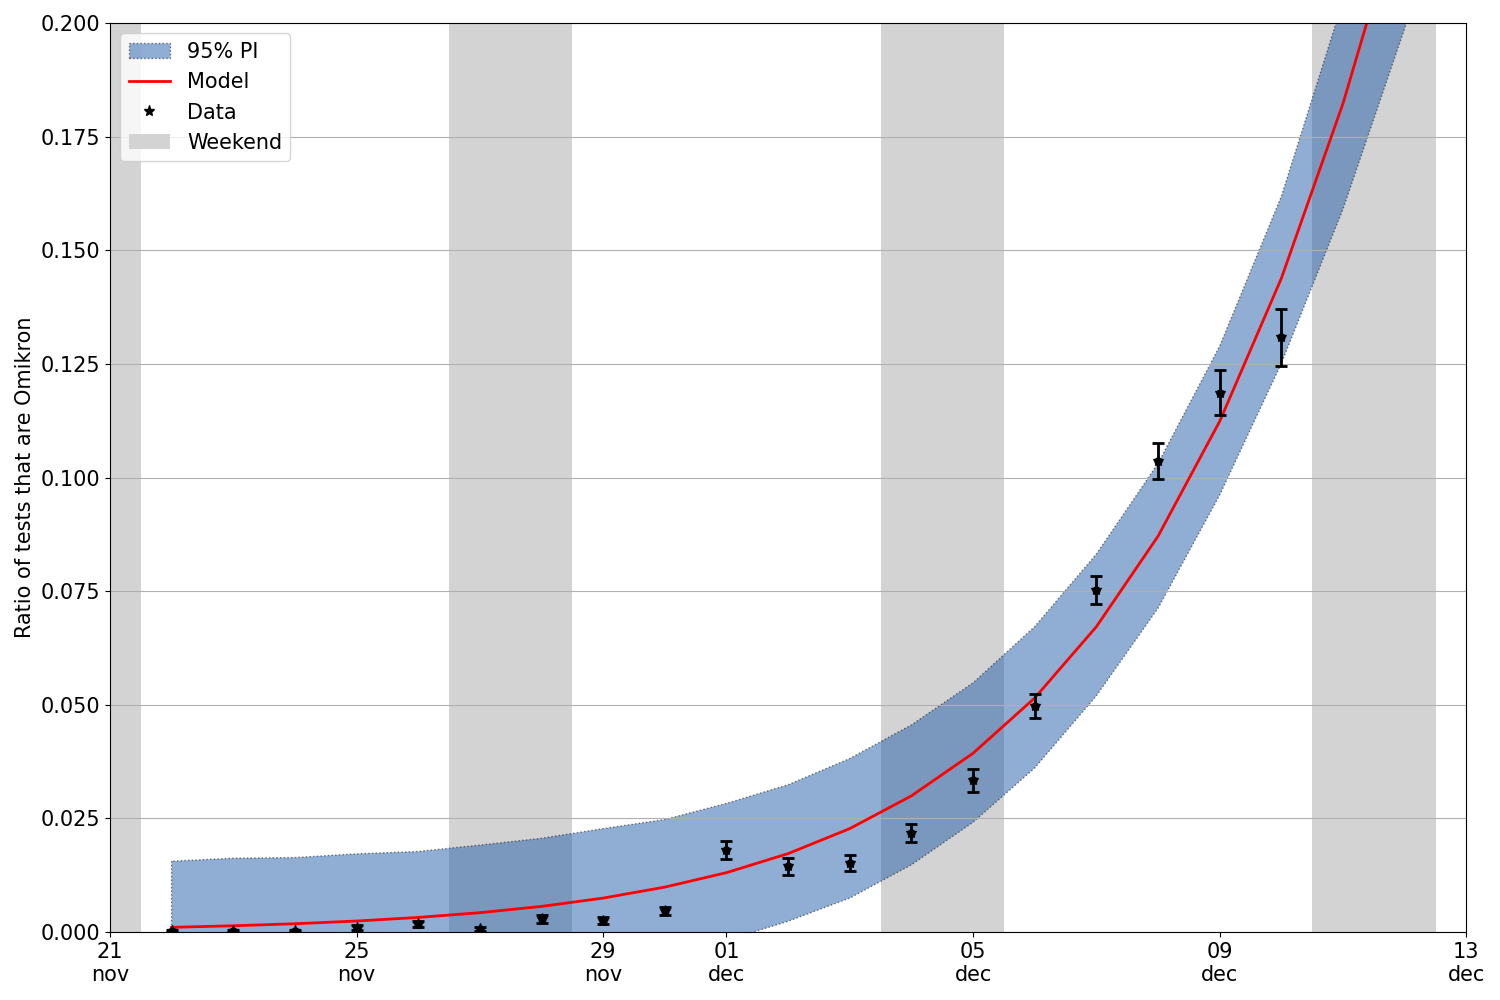 0.200
0.175
0.150
0.125
0.100
0.075
0.050
0.025
0.000
Ratio of tests that are Omikron
95% PI
Model
Data
Weekend
21 nov
25 nov
29 nov
01 dec
05 dec
09 dec
13 dec